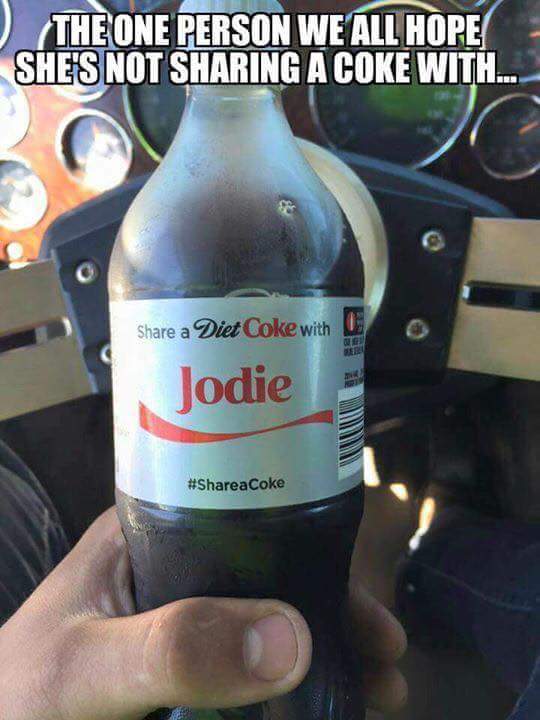 THE ONE PERSON WE ALL HOPE
SHE'S NOT SHARING A COKE WITH...
Share a Diet Coke with
Jodie
#ShareaCoke